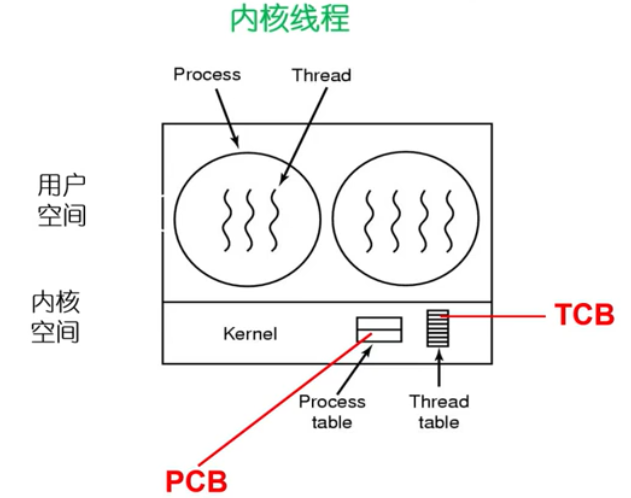 内核线程
Process
Thread
用户
空间
内核
空间
Kernel
TCB
Process
table
Thread
table
PCB